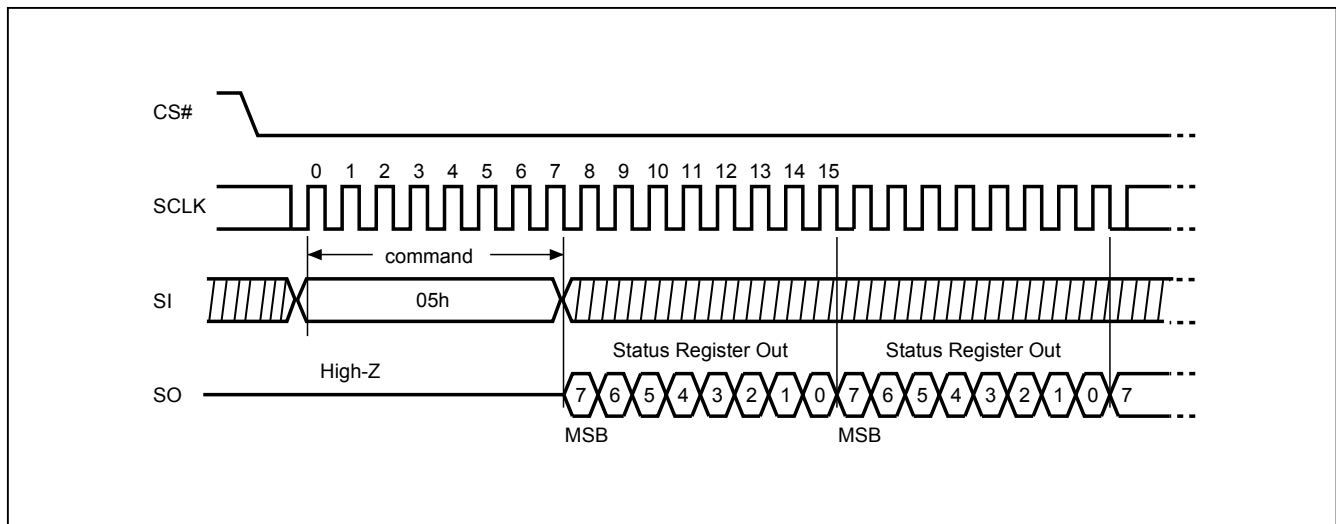 CS#
0 1 2 3 4 5 6 7 8 9 10 11 12 13 14 15
SCLK
command
SI
05h
Status Register Out Status Register Out
High-Z
SO
7 6 5 4 3 2 1 0 7 6 5 4 3 2 1 0 7
MSB MSB